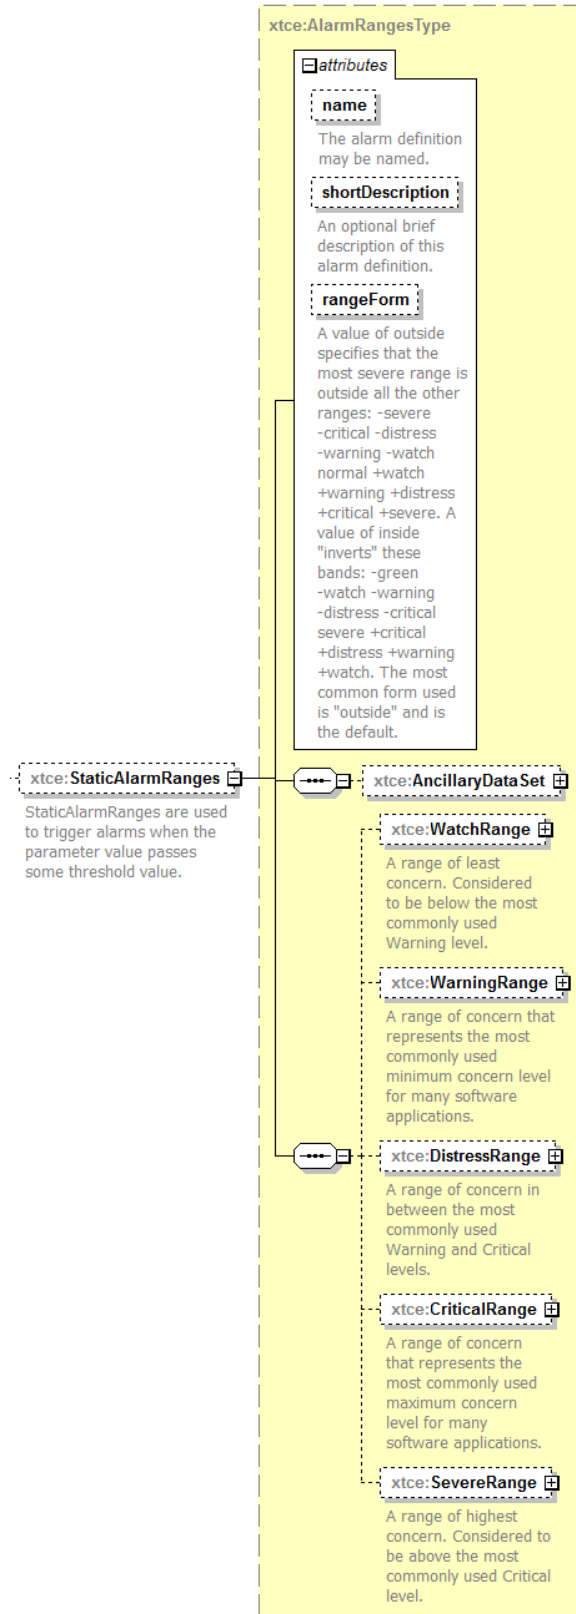 xtce:AlarmRangesType
attributes
name
The alarm definition
may be named.
shortDescription
An optional brief
description of this
alarm definition.
rangeForm
A value of outside
specifies that the
most severe range is
outside all the other
ranges: -severe
-critical -distress
-warning -watch
normal +watch
+warning +distress
+critical +severe. A
value of inside
"inverts" these
bands: -green
-watch -warning
-distress -critical
severe +critical
+distress +warning
+watch. The most
common form used
is "outside" and is
the default.
xtce:StaticAlarmRanges
StaticAlarmRanges are used
to trigger alarms when the
parameter value passes
some threshold value.
xtce:AncillaryDataSet
xtce:WatchRange
A range of least
concern. Considered
to be below the most
commonly used
Warning level.
xtce:WarningRange
A range of concern that
represents the most
commonly used
minimum concern level
for many software
applications.
xtce:DistressRange
A range of concern in
between the most
commonly used
Warning and Critical
levels.
xtce:CriticalRange
A range of concern
that represents the
most commonly used
maximum concern
level for many
software applications.
xtce:SevereRange
A range of highest
concern. Considered to
be above the most
commonly used Critical
level.